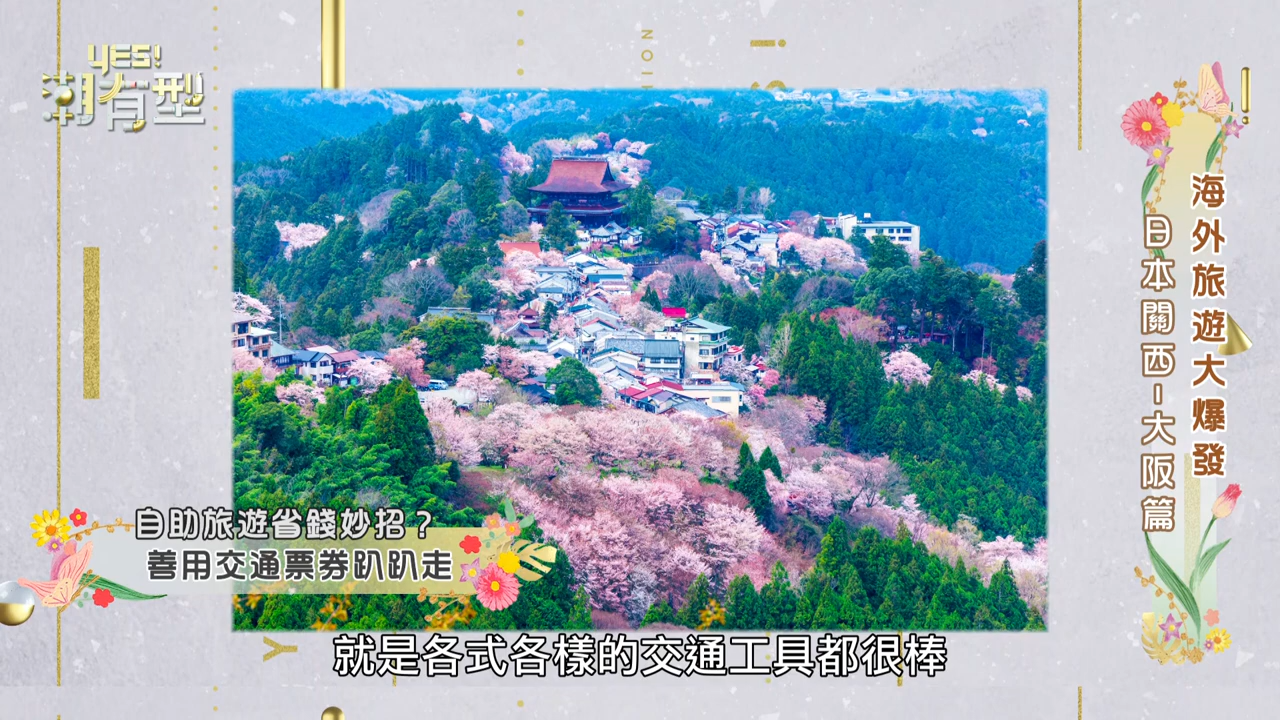 YES!
潮有型
海外旅遊大爆發
日本關西-大阪篇
自助旅遊省錢妙招？
善用交通票券趴趴走
就是各式各樣的交通工具都很棒